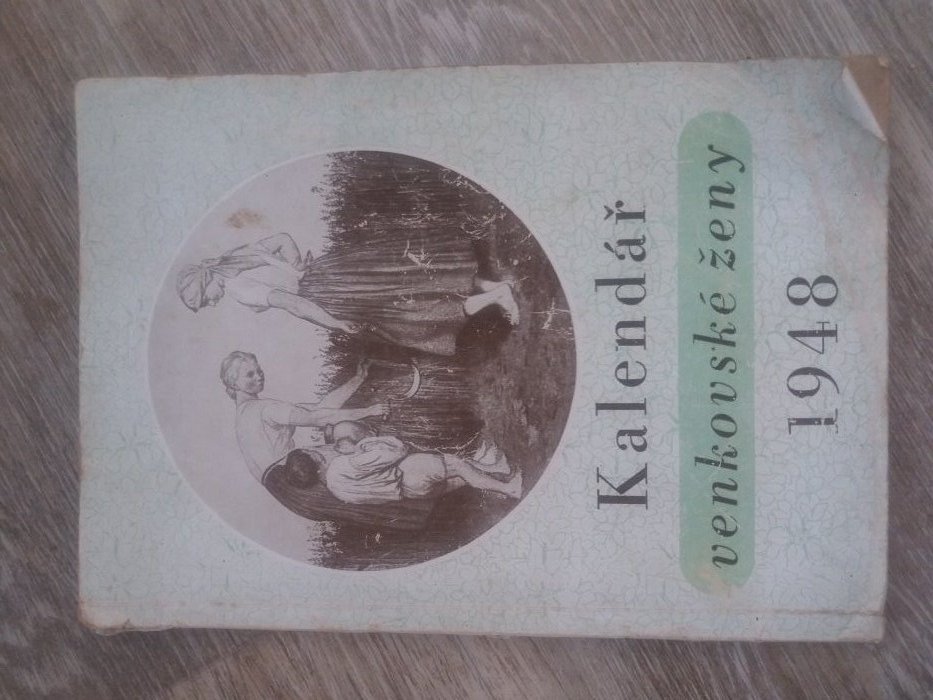 Kalendář
venkovské ženy
1948